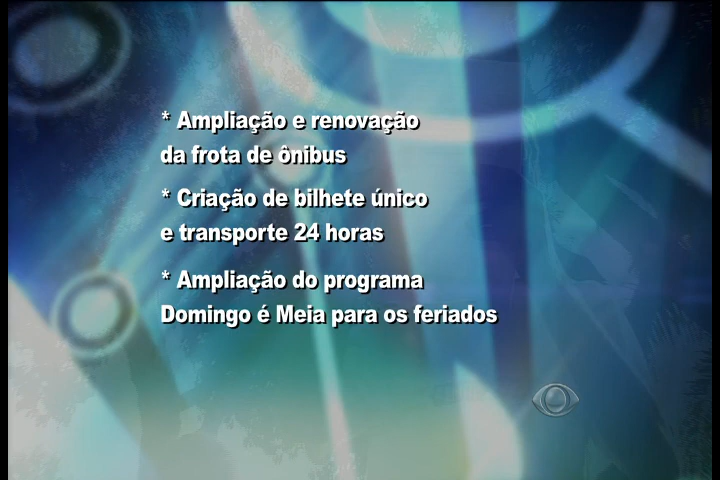 * Ampliação e renovação
da frota de ônibus
* Criação de bilhete único
e transporte 24 horas
* Ampliação do programa
Domingo é Meia para os feriados